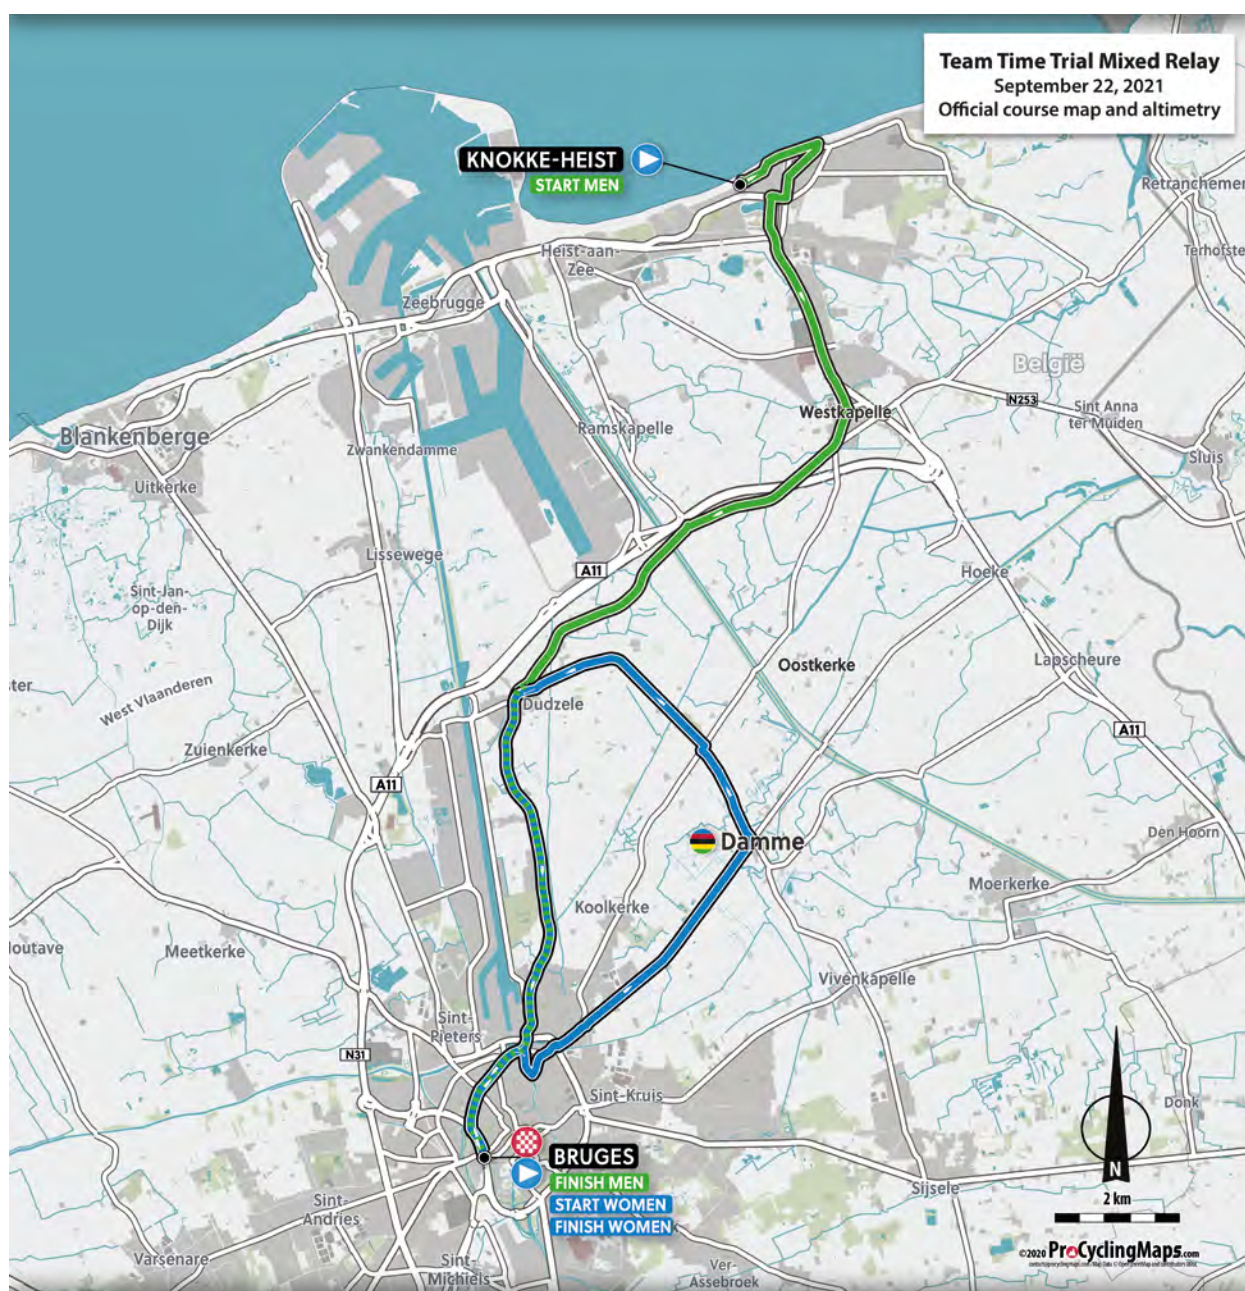 Team Time Trial Mixed Relay
September 22, 2021
Official course map and altimetry
KNOKKE-HEIST
START MEN
Retranchemen
Terhofste
Heist-aan-
Zee
Zeebrugge
België
N253
Sint Anna
ter Muiden
Westkapelle
Ramskapelle
Blankenberge
Zwankendamme
Sluis
Uitkerke
Lissewege
A11
Hoeke
Sint-Jan-
op-den-
Dijk
Oostkerke
Lapscheure
ster
West Vlaanderen
Dudzele
Zuienkerke
A11
A11
Damme
Den Hoorn
Moerkerke
Koolkerke
Houtave
Meetkerke
Vivenkapelle
Sint-
Pieters
N31
Sint-Kruis
Donk
BRUGES
FINISH MEN
START WOMEN
FINISH WOMEN
N
Sijsele
2 km
Sint-
Andries
Varsenare
Sint-
Michiels
Ver-
Assebroek
©2020 ProCyclingMaps.com